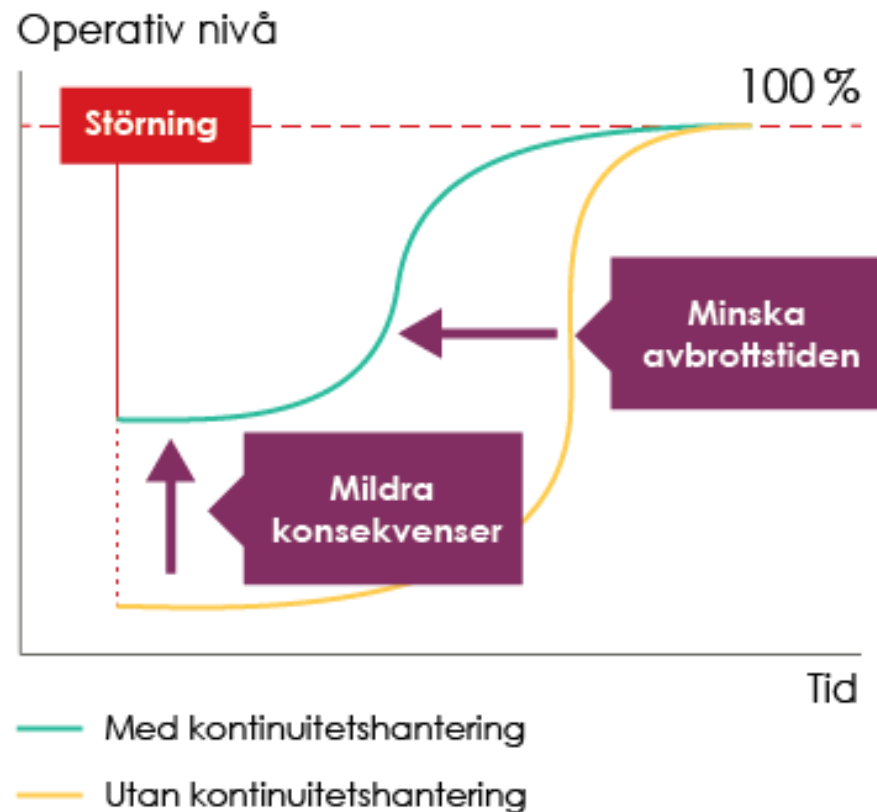 Operativ nivå
100 %
Störning
Minska
avbrottstiden
Mildra
konsekvenser
Tid
Med kontinuitetshantering
Utan kontinuitetshantering